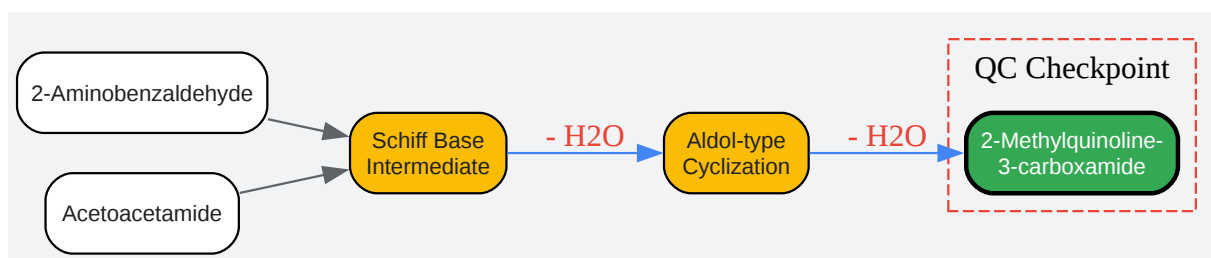 2-Aminobenzaldehyde
Acetoacetamide
Schiff Base
Intermediate
- H2O
Aldol-type
Cyclization
- H2O
QC Checkpoint
2-Methylquinoline-
3-carboxamide